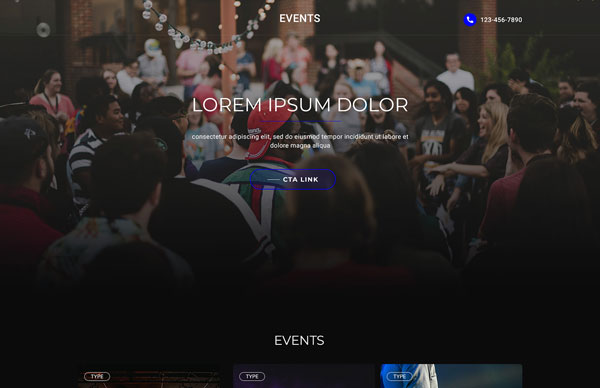 EVENTS
123-456-7890
LOREM IPSUM DOLOR
consectetur adipiscing elit, sed do eiusmod tempor incididunt ut labore et
dolore magna aliqua
CTA LINK
EVENTS
TYPE
TYPE
TYPE